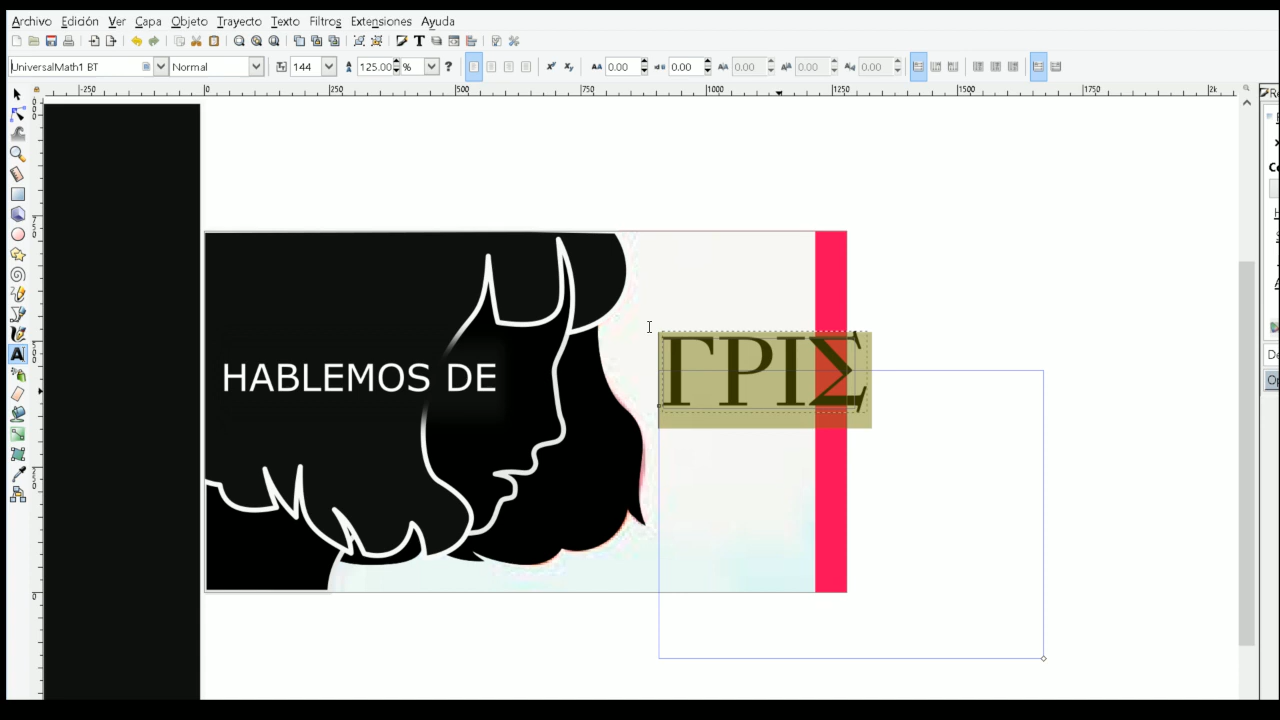 Archivo Edición Ver Capa Objeto Trayecto Texto Filtros Extensiones Ayuda
UniversalMath1 BT Normal 144 125.00 % ? 0.00 0.00 0.00 0.00 0.00
-250 0 250 500 750 1000 1250 1500 1750 2k
HABLEMOS DE
ΓΡΙΣ